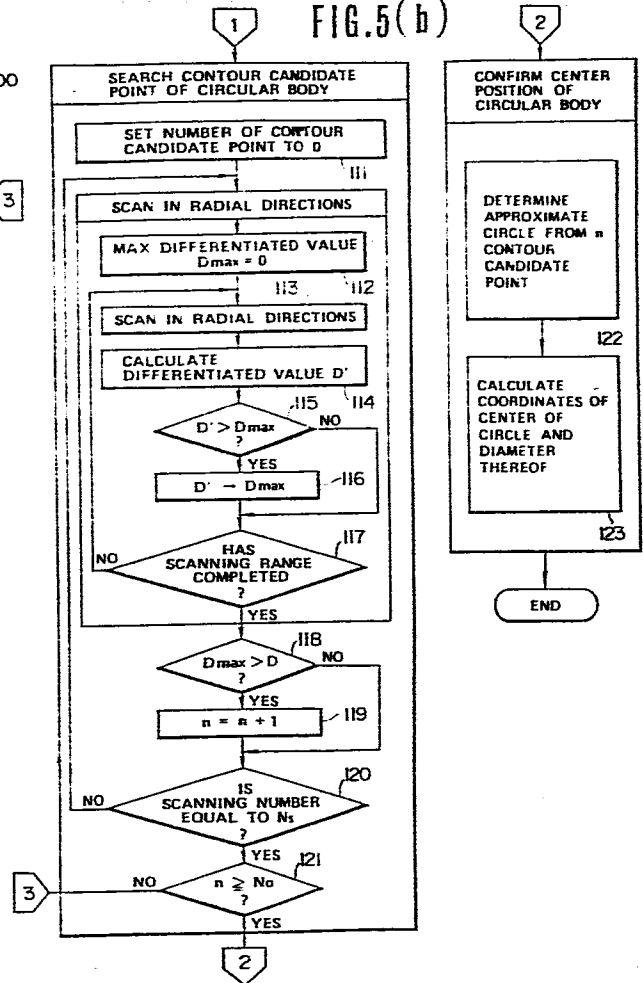 FIG.5(b)
1
00
SEARCH CONTOUR CANDIDATE
POINT OF CIRCULAR BODY
SET NUMBER OF CONTOUR
CANDIDATE POINT TO 0
111
3
SCAN IN RADIAL DIRECTIONS
MAX DIFFERENTIATED VALUE
Dmax = 0
112
113
SCAN IN RADIAL DIRECTIONS
CALCULATE
DIFFERENTIATED VALUE D'
114
115
D' > Dmax
?
NO
YES
D' → Dmax
116
117
HAS
SCANNING RANGE
COMPLETED
?
NO
YES
118
Dmax > D
?
NO
YES
n = n + 1
119
120
IS
SCANNING NUMBER
EQUAL TO Ns
?
NO
YES
121
n ≧ No
?
NO
3
YES
2
2
CONFIRM CENTER
POSITION OF
CIRCULAR BODY
DETERMINE
APPROXIMATE
CIRCLE FROM n
CONTOUR
CANDIDATE
POINT
122
CALCULATE
COORDINATES OF
CENTER OF
CIRCLE AND
DIAMETER
THEREOF
123
END